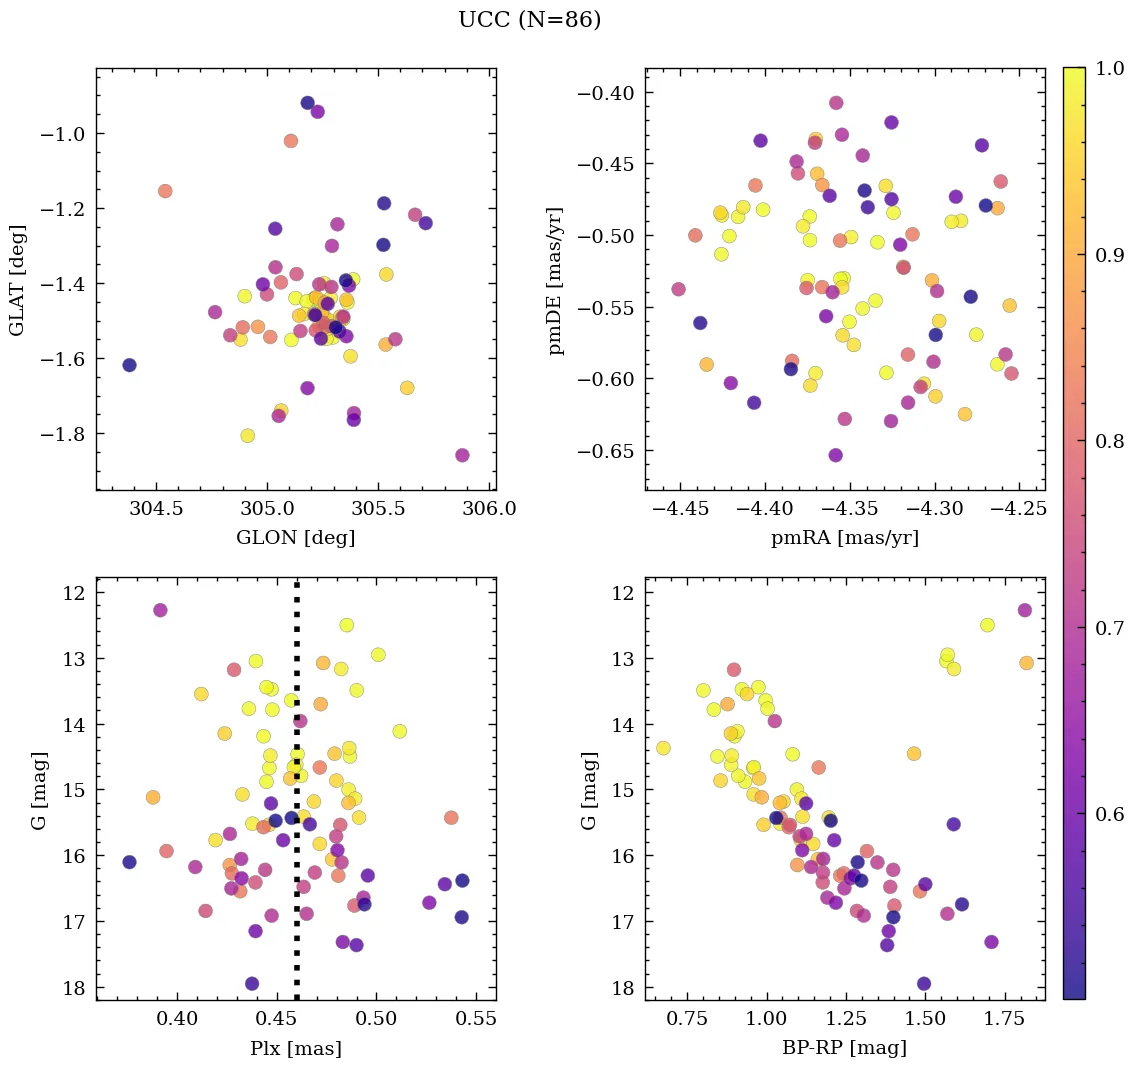 UCC (N=86)
−1.0
−1.2
−1.4
−1.6
−1.8
GLAT [deg]
304.5 305.0 305.5 306.0
GLON [deg]
−0.40
−0.45
−0.50
−0.55
−0.60
−0.65
pmDE [mas/yr]
−4.45 −4.40 −4.35 −4.30 −4.25
pmRA [mas/yr]
12
13
14
15
16
17
18
G [mag]
0.40 0.45 0.50 0.55
Plx [mas]
12
13
14
15
16
17
18
G [mag]
0.75 1.00 1.25 1.50 1.75
BP-RP [mag]
1.0
0.9
0.8
0.7
0.6